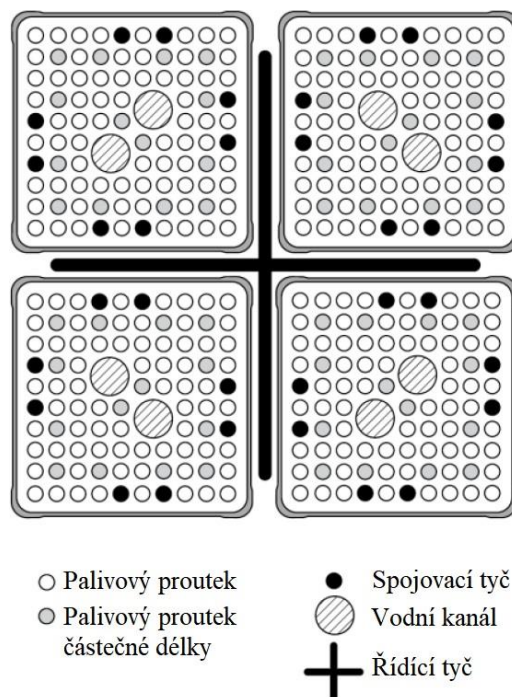 Palivový proutek
Palivový proutek
částečné délky
Spojovací tyč
Vodní kanál
Řídící tyč